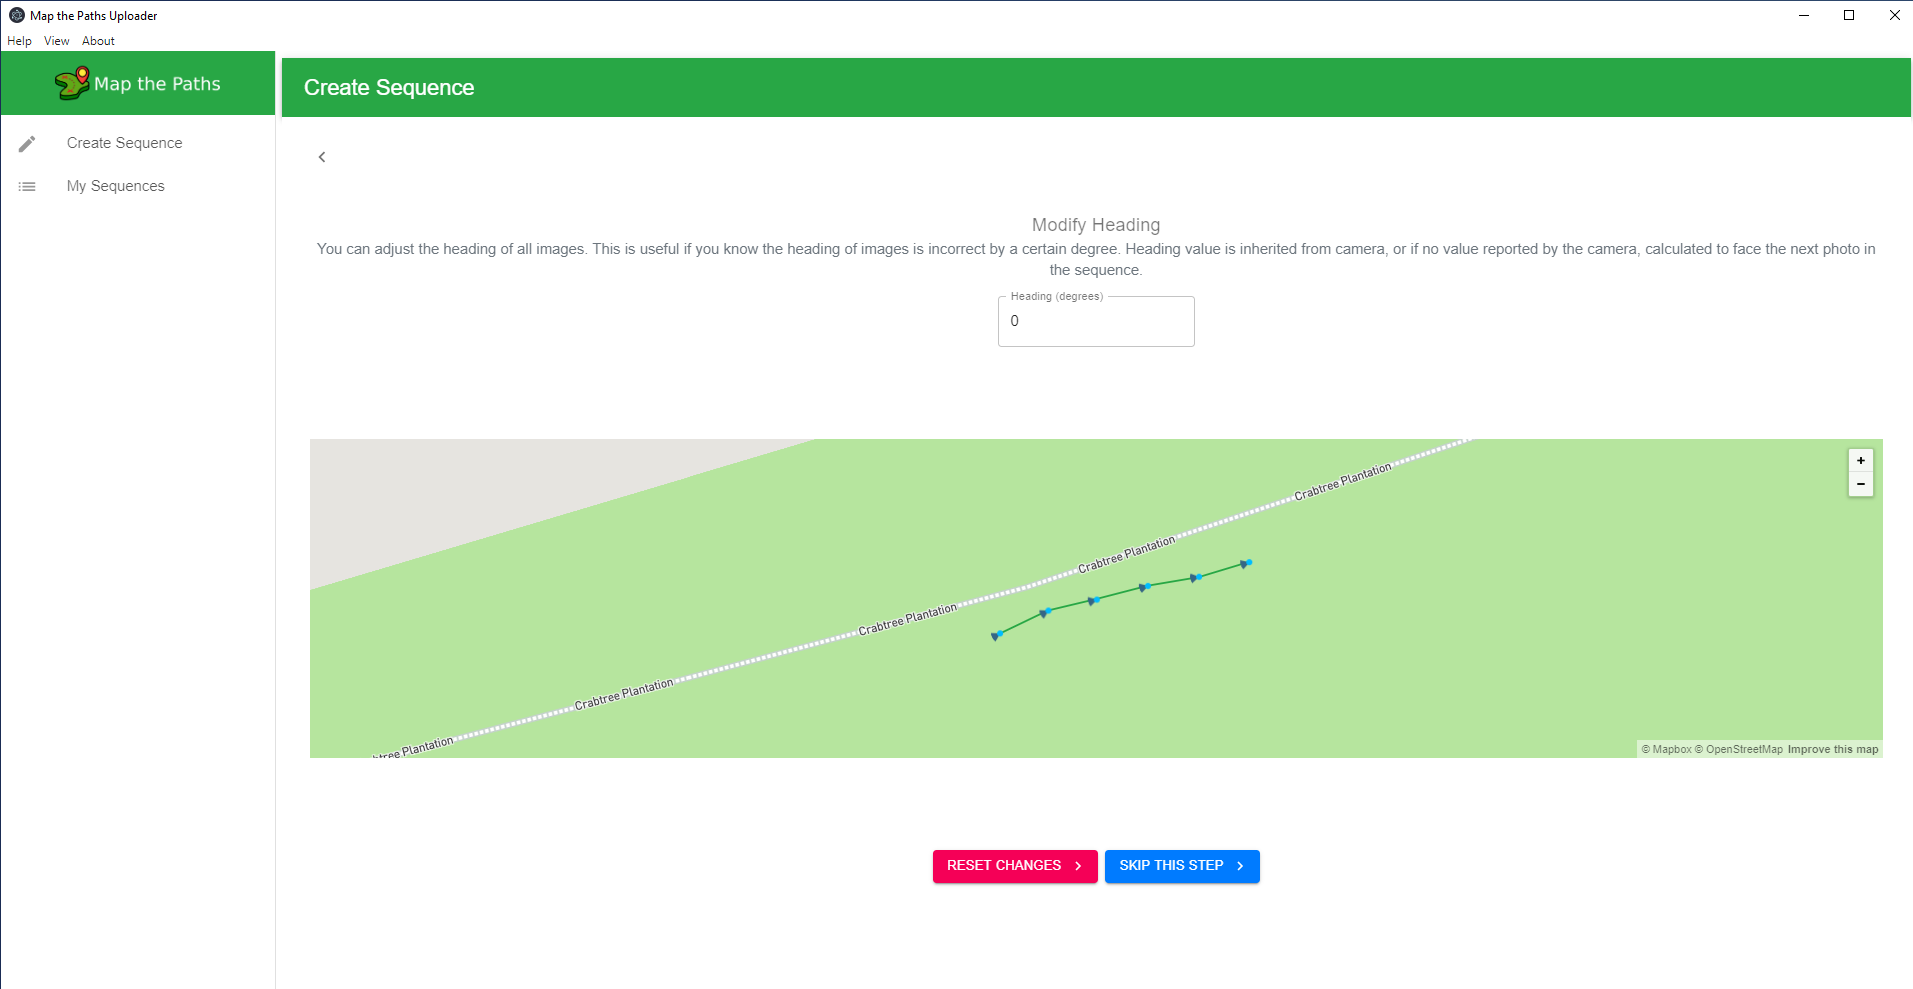 Map the Paths Uploader
Help View About
Map the Paths
Create Sequence
My Sequences
Create Sequence
Modify Heading
You can adjust the heading of all images. This is useful if you know the heading of images is incorrect by a certain degree. Heading value is inherited from camera, or if no value reported by the camera, calculated to face the next photo in
the sequence.
Heading (degrees)
0
Crabtree Plantation
Crabtree Plantation
Crabtree Plantation
Crabtree Plantation
btree Plantation
+
-
© Mapbox © OpenStreetMap Improve this map
RESET CHANGES
SKIP THIS STEP